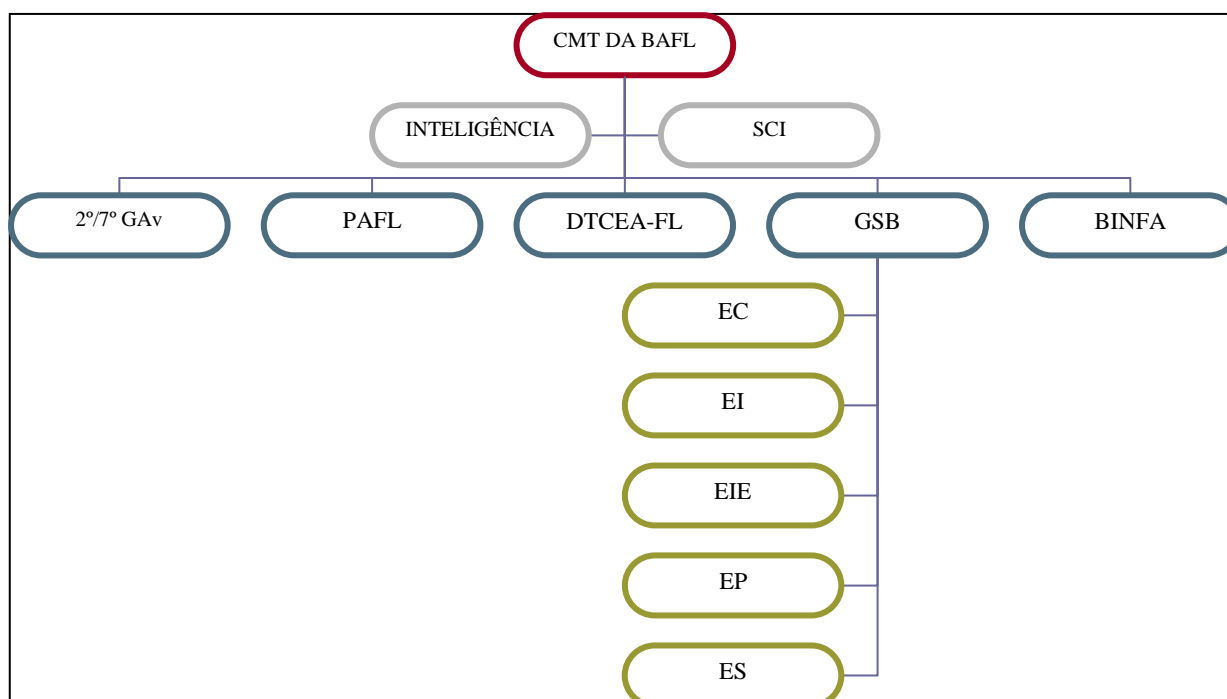 CMT DA BAFL
INTELIGÊNCIA
SCI
2º/7º GAv
PAFL
DTCEA-FL
GSB
BINFA
EC
EI
EIE
EP
ES